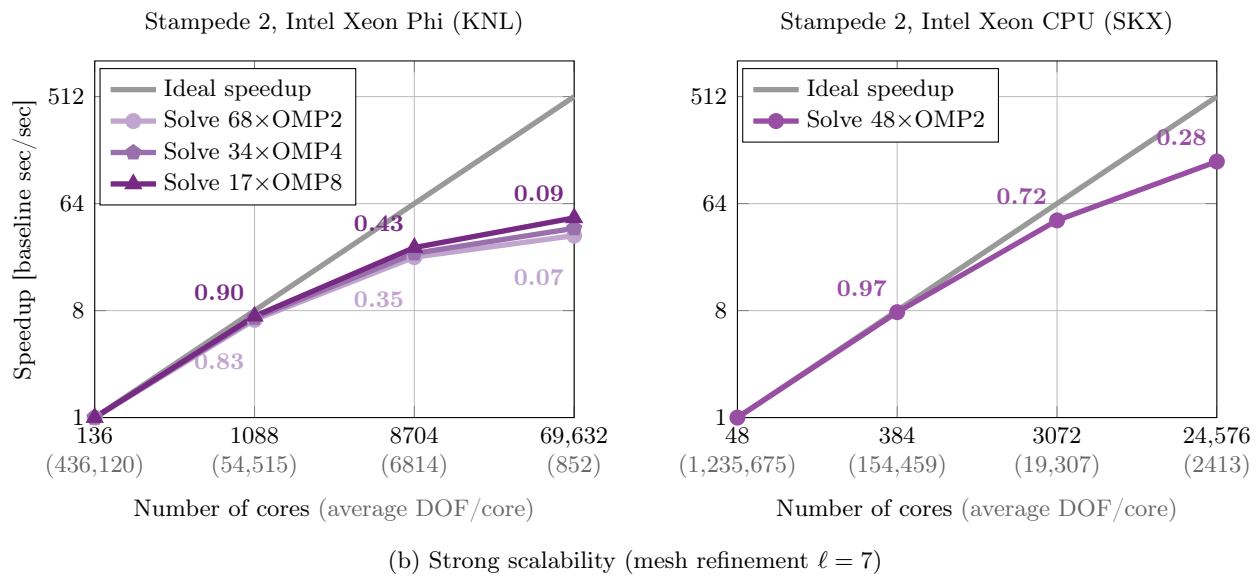 Stampede 2, Intel Xeon Phi (KNL)
Speedup [baseline sec/sec]
512
64
8
1
Ideal speedup
Solve 68×OMP2
Solve 34×OMP4
Solve 17×OMP8
0.90
0.43
0.09
0.83
0.35
0.07
136 1088 8704 69,632
(436,120) (54,515) (6814) (852)
Number of cores (average DOF/core)
Stampede 2, Intel Xeon CPU (SKX)
512
64
8
1
Ideal speedup
Solve 48×OMP2
0.97
0.72
0.28
48 384 3072 24,576
(1,235,675) (154,459) (19,307) (2413)
Number of cores (average DOF/core)
(b) Strong scalability (mesh refinement ℓ = 7)